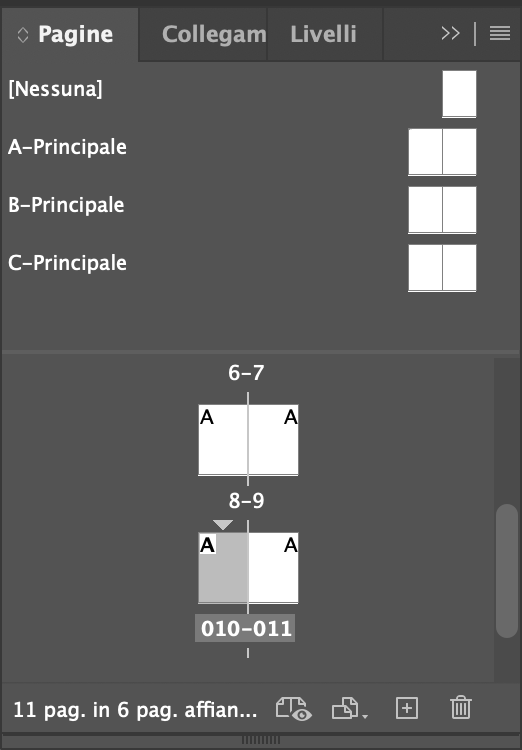 Pagine Collegam Livelli
[Nessuna]
A-Principale
B-Principale
C-Principale
6-7
A A
8-9
A A
010-011
11 pag. in 6 pag. affian...